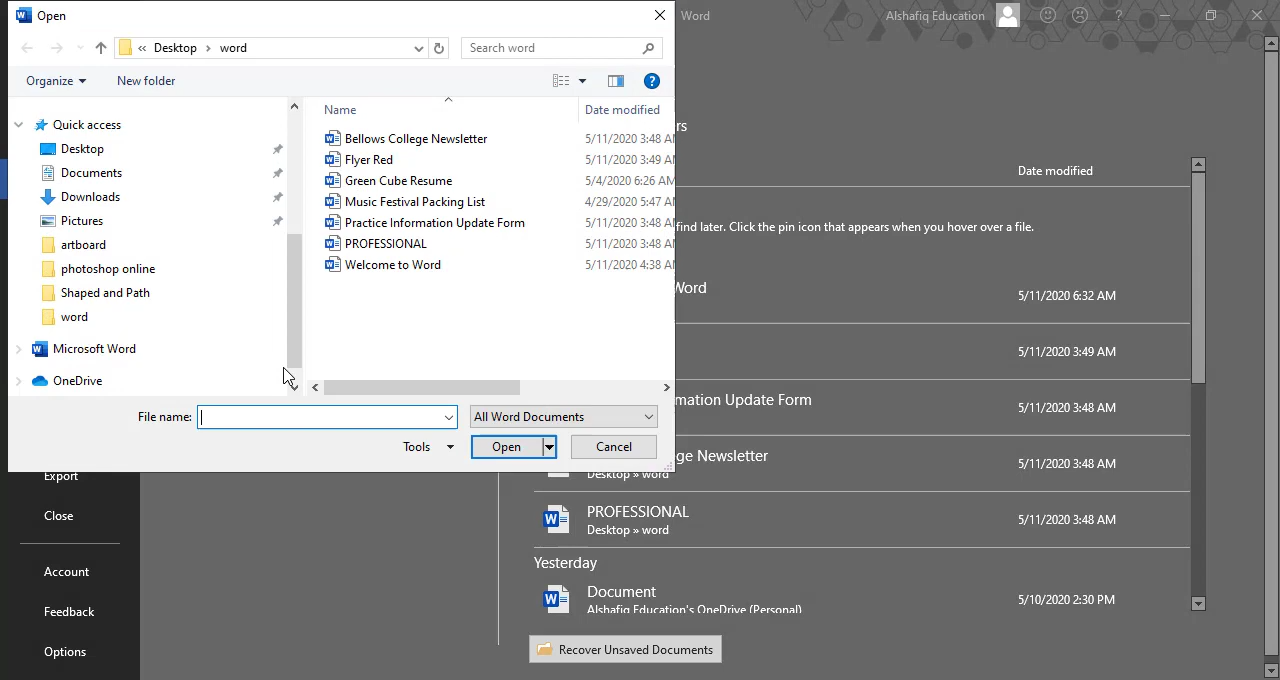 Open
Word
Alshafiq Education
?
« Desktop › word
Search word
Organize
New folder
?
Quick access
Desktop
Documents
Downloads
Pictures
artboard
photoshop online
Shaped and Path
word
Microsoft Word
OneDrive
Name Date modified
Bellows College Newsletter 5/11/2020 3:48 AM
Flyer Red 5/11/2020 3:49 AM
Green Cube Resume 5/4/2020 6:26 AM
Music Festival Packing List 4/29/2020 5:47 A
Practice Information Update Form 5/11/2020 3:48 A
PROFESSIONAL 5/11/2020 3:48 A
Welcome to Word 5/11/2020 4:38 A
File name:
All Word Documents
Tools
Open
Cancel
rs
Date modified
find later. Click the pin icon that appears when you hover over a file.
Word
5/11/2020 6:32 AM
5/11/2020 3:49 AM
mation Update Form
5/11/2020 3:48 AM
ge Newsletter
Desktop » word
5/11/2020 3:48 AM
PROFESSIONAL
Desktop » word
5/11/2020 3:48 AM
Yesterday
Document
Alshafiq Education's OneDrive (Personal)
5/10/2020 2:30 PM
Recover Unsaved Documents
Export
Close
Account
Feedback
Options